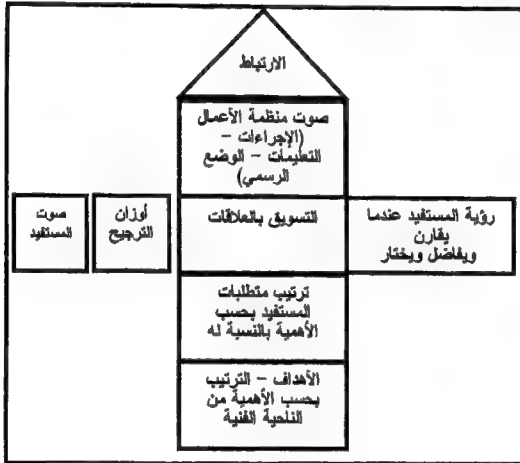 الارتباط
صوت منظمة الأعمال
(الإجراءات –
التعليمات – الوضع
الرسمي)
رؤية المستفيد عندما
يقارن
ويفاضل ويختار
التسويق بالعلاقات
أوزان
الترجيح
صوت
المستفيد
ترتيب متطلبات
المستفيد بحسب
الأهمية بالنسبة له
الأهداف – الترتيب
بحسب الأهمية من
الناحية الفنية